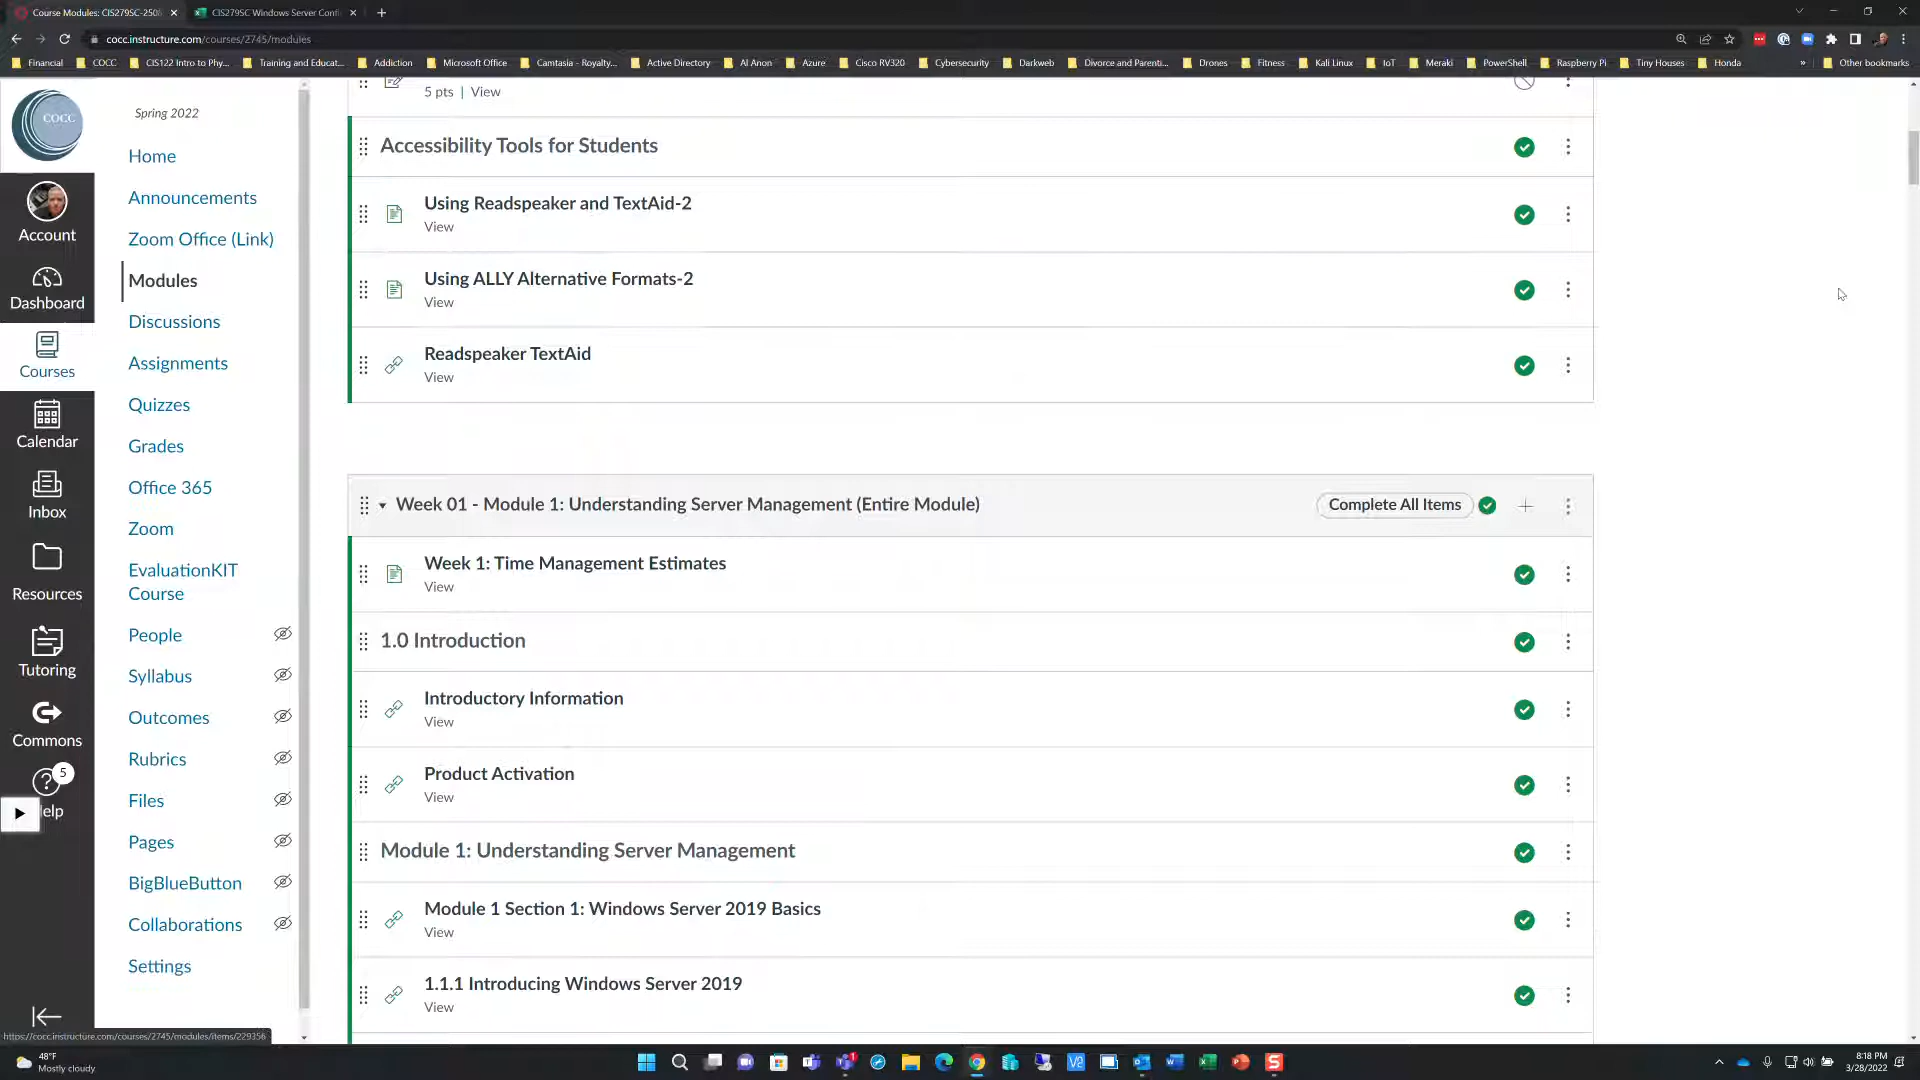 Course Modules: CIS279SC-250
CIS279SC Windows Server Confi
cocc.instructure.com/courses/2745/modules
Financial
COCC
CIS122 Intro to Phy...
Training and Educat...
Addiction
Microsoft Office
Camtasia - Royalty...
Active Directory
Al Anon
Azure
Cisco RV320
Cybersecurity
Darkweb
Divorce and Parenti...
Drones
Fitness
Kali Linux
IoT
Meraki
PowerShell
Raspberry Pi
Tiny Houses
Honda
»
Other bookmarks
COCC
Account
Dashboard
Courses
Calendar
Inbox
Resources
Tutoring
Commons
5
elp
Spring 2022
Home
Announcements
Zoom Office (Link)
Modules
Discussions
Assignments
Quizzes
Grades
Office 365
Zoom
EvaluationKIT
Course
People
Syllabus
Outcomes
Rubrics
Files
Pages
BigBlueButton
Collaborations
Settings
5 pts | View
Accessibility Tools for Students
Using Readspeaker and TextAid-2
View
Using ALLY Alternative Formats-2
View
Readspeaker TextAid
View
Week 01 - Module 1: Understanding Server Management (Entire Module)
Complete All Items
Week 1: Time Management Estimates
View
1.0 Introduction
Introductory Information
View
Product Activation
View
Module 1: Understanding Server Management
Module 1 Section 1: Windows Server 2019 Basics
View
1.1.1 Introducing Windows Server 2019
View
https://cocc.instructure.com/courses/2745/modules/items/229356
48°F
Mostly cloudy
8:18 PM
3/28/2022